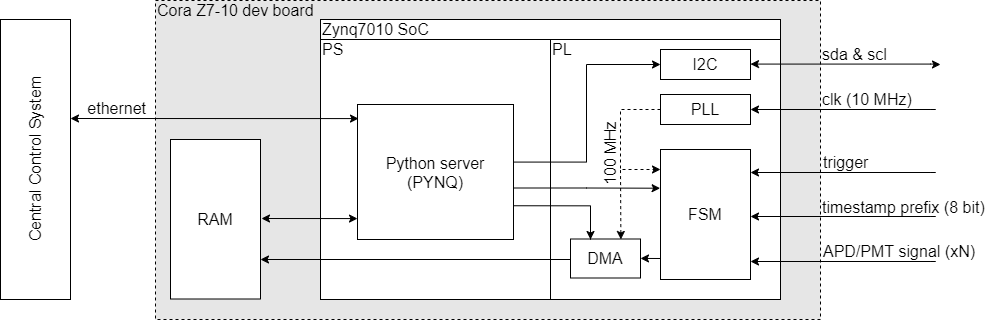 Cora Z7-10 dev board
Zynq7010 SoC
PS
PL
Central Control System
ethernet
RAM
Python server
(PYNQ)
I2C
sda & scl
PLL
clk (10 MHz)
100 MHz
FSM
trigger
timestamp prefix (8 bit)
DMA
APD/PMT signal (xN)